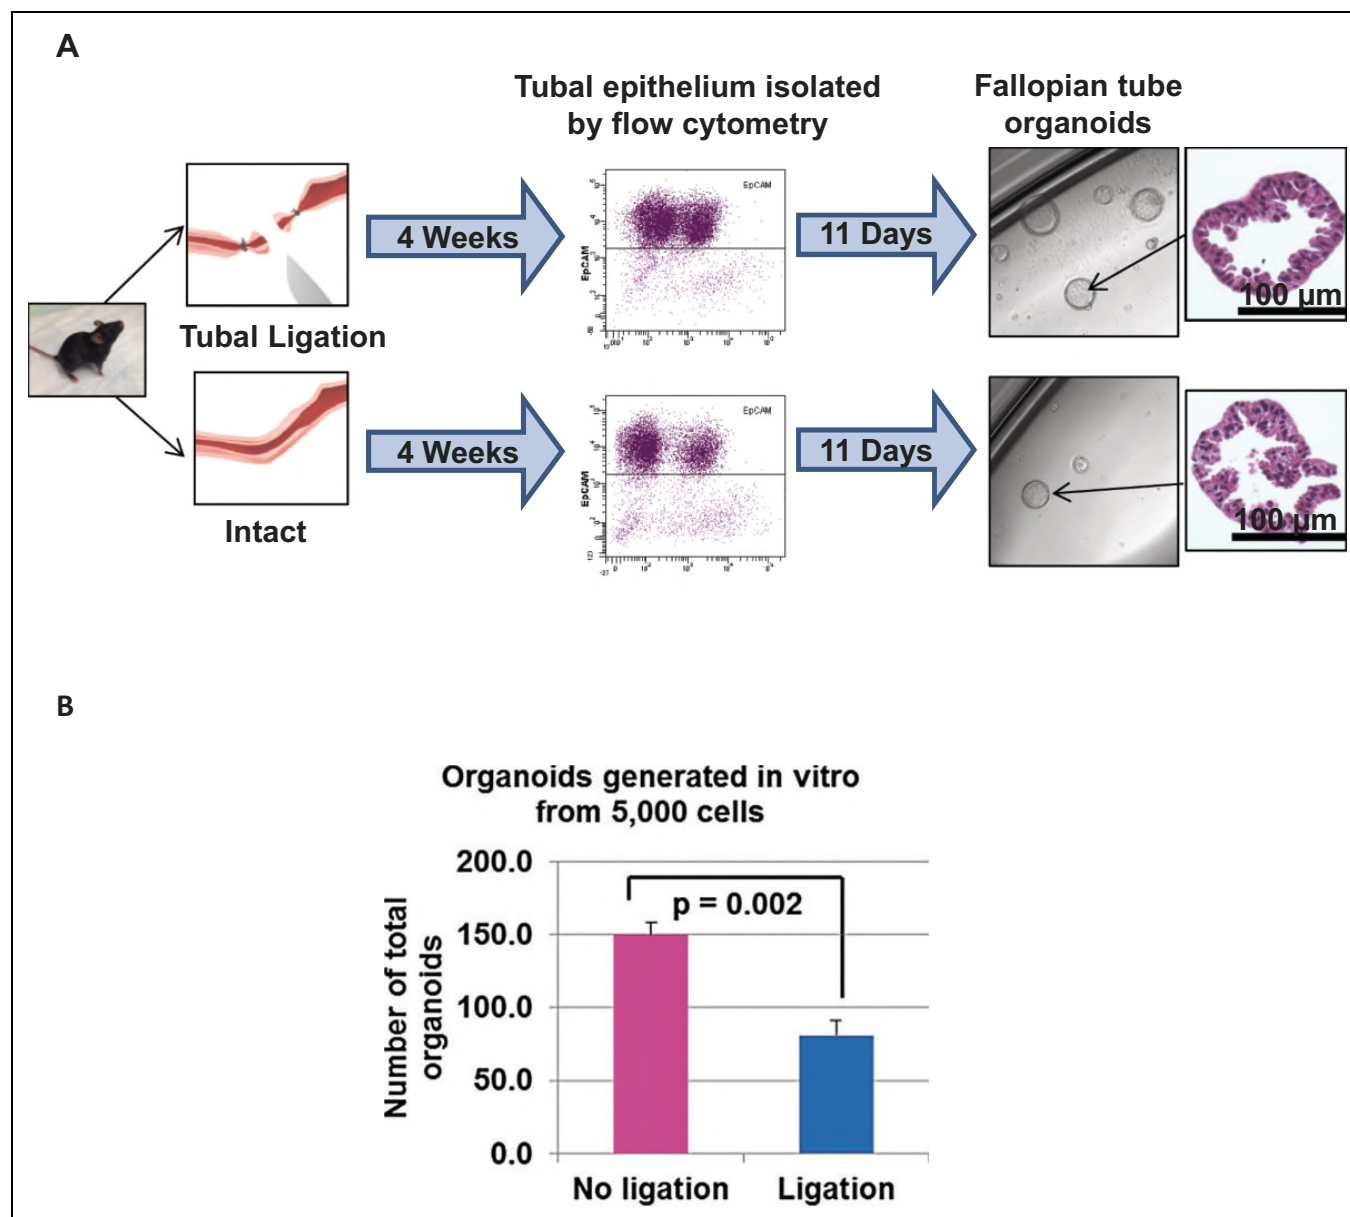 A
Tubal epithelium isolated
by flow cytometry
Fallopian tube
organoids
EpCAM
EpCAM
4 Weeks
11 Days
100 µm
Tubal Ligation
EpCAM
EpCAM
4 Weeks
11 Days
100 µm
Intact
B
Organoids generated in vitro
from 5,000 cells
Number of total
organoids
200.0
150.0
100.0
50.0
0.0
p = 0.002
No ligation
Ligation